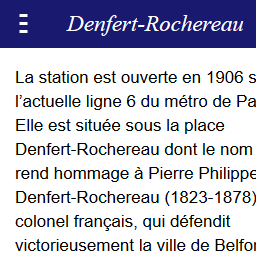 Denfert-Rochereau
La station est ouverte en 1906 s
l’actuelle ligne 6 du métro de Pa
Elle est située sous la place
Denfert-Rochereau dont le nom
rend hommage à Pierre Philippe
Denfert-Rochereau (1823-1878)
colonel français, qui défendit
victorieusement la ville de Belfor